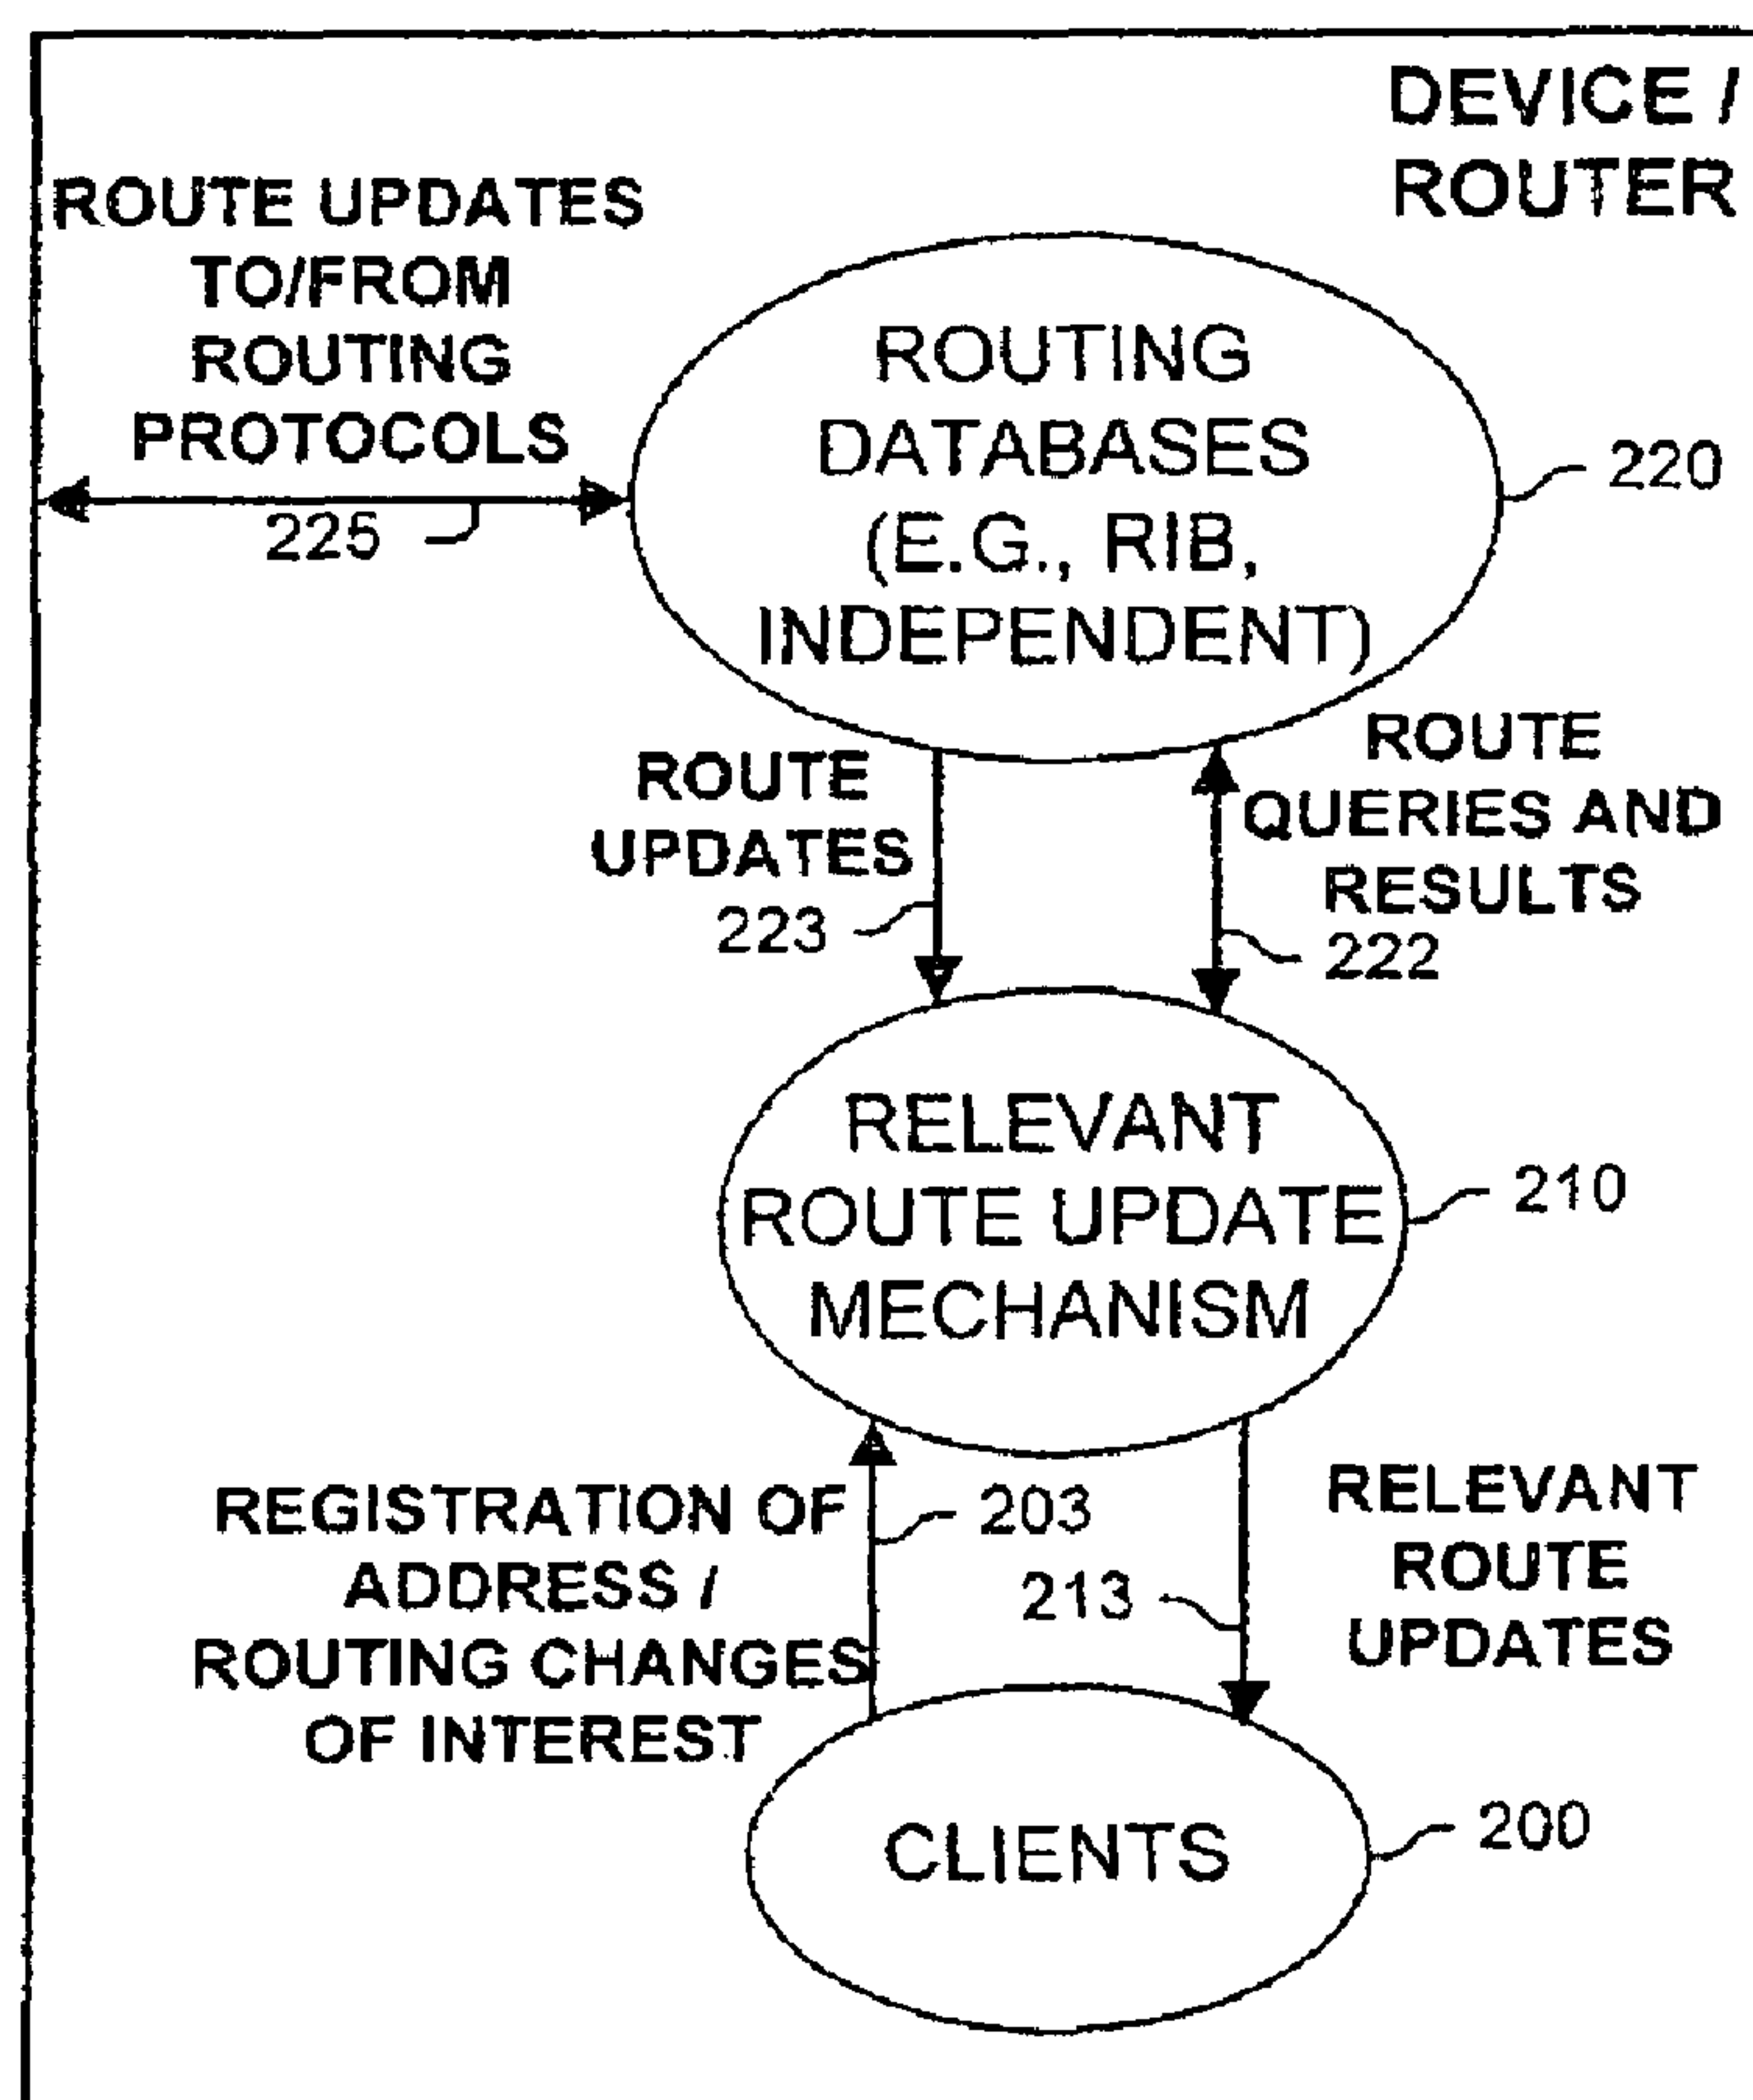 DEVICE /
ROUTER
ROUTE UPDATES
TO/FROM
ROUTING
PROTOCOLS
225
ROUTING
DATABASES
(E.G., RIB,
INDEPENDENT)
220
ROUTE
UPDATES
223
ROUTE
QUERIES AND
RESULTS
222
RELEVANT
ROUTE UPDATE
MECHANISM
210
REGISTRATION OF
ADDRESS /
ROUTING CHANGES
OF INTEREST
203
213
RELEVANT
ROUTE
UPDATES
CLIENTS
200